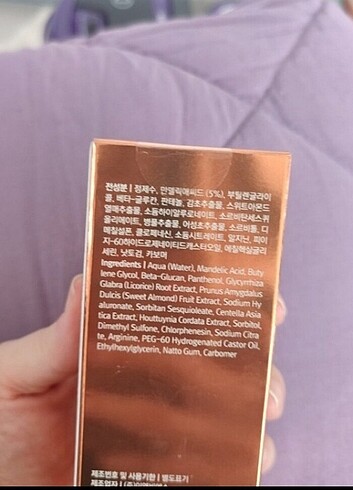 전성분 | 정제수, 만델릭애씨드 (5%), 부틸렌글라이
콜, 베타-글루칸, 판테놀, 감초추출물, 스위트아몬드
열매추출물, 소듐하이알루로네이트, 소르비탄세스퀴
올리에이트, 병풀추출물, 어성초추출물, 소르비톨, 디
메칠설폰, 클로페네신, 소듐시트레이트, 알지닌, 피이
지-60하이드로제네이티드캐스터오일, 에칠헥실글리
세린, 낫토검, 카보머
Ingredients | Aqua (Water), Mandelic Acid, Buty
lene Glycol, Beta-Glucan, Panthenol, Glycyrrhiza
Glabra (Licorice) Root Extract, Prunus Amygdalus
Dulcis (Sweet Almond) Fruit Extract, Sodium Hy
aluronate, Sorbitan Sesquioleate, Centella Asia
tica Extract, Houttuynia Cordata Extract, Sorbitol,
Dimethyl Sulfone, Chlorphenesin, Sodium Citra
te, Arginine, PEG-60 Hydrogenated Castor Oil,
Ethylhexylglycerin, Natto Gum, Carbomer
제조번호 및 사용기한 | 별도표기
제조업자 |